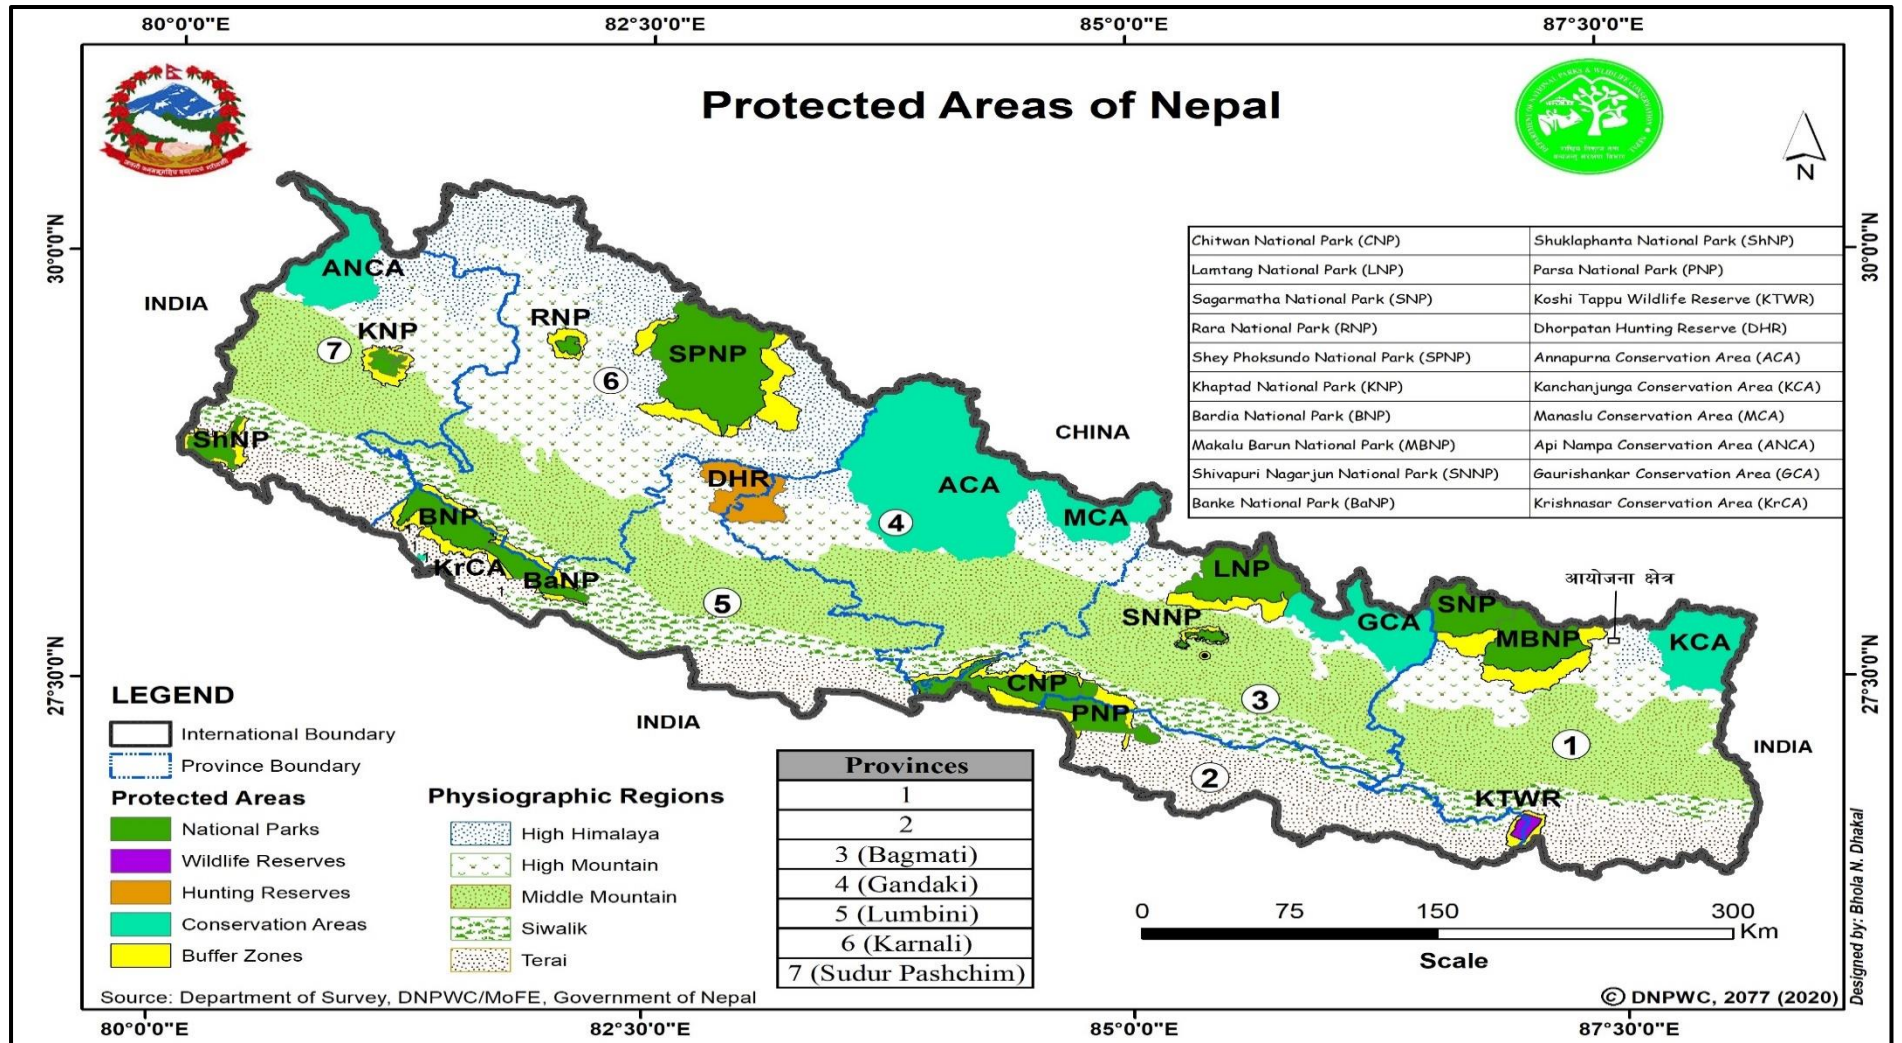 80°0'0"E 82°30'0"E 85°0'0"E 87°30'0"E
Protected Areas of Nepal
N
30°0'0"N
30°0'0"N
27°30'0"N
27°30'0"N
Chitwan National Park (CNP) Shuklaphanta National Park (ShNP)
Lamtang National Park (LNP) Parsa National Park (PNP)
Sagarmatha National Park (SNP) Koshi Tappu Wildlife Reserve (KTWR)
Rara National Park (RNP) Dhorpatan Hunting Reserve (DHR)
Shey Phoksundo National Park (SPNP) Annapurna Conservation Area (ACA)
Khaptad National Park (KNP) Kanchanjunga Conservation Area (KCA)
Bardia National Park (BNP) Manaslu Conservation Area (MCA)
Makalu Barun National Park (MBNP) Api Nampa Conservation Area (ANCA)
Shivapuri Nagarjun National Park (SNNP) Gaurishankar Conservation Area (GCA)
Banke National Park (BaNP) Krishnasar Conservation Area (KrCA)
ANCA
INDIA
KNP
RNP
7
SPNP
6
CHINA
ShNP
DHR
ACA
4
MCA
BNP
1
1
KrCA
BaNP
1
5
LNP
SNNP
GCA
SNP
आयोजना क्षेत्र
MBNP
KCA
CNP
3
PNP
INDIA
1
INDIA
2
KTWR
LEGEND
International Boundary
Province Boundary
Protected Areas
National Parks
Wildlife Reserves
Hunting Reserves
Conservation Areas
Buffer Zones
Physiographic Regions
High Himalaya
High Mountain
Middle Mountain
Siwalik
Terai
Provinces
1
2
3 (Bagmati)
4 (Gandaki)
5 (Lumbini)
6 (Karnali)
7 (Sudur Pashchim)
0 75 150 300
Km
Scale
Designed by: Bhola N. Dhakal
Source: Department of Survey, DNPWC/MoFE, Government of Nepal
© DNPWC, 2077 (2020)
80°0'0"E 82°30'0"E 85°0'0"E 87°30'0"E